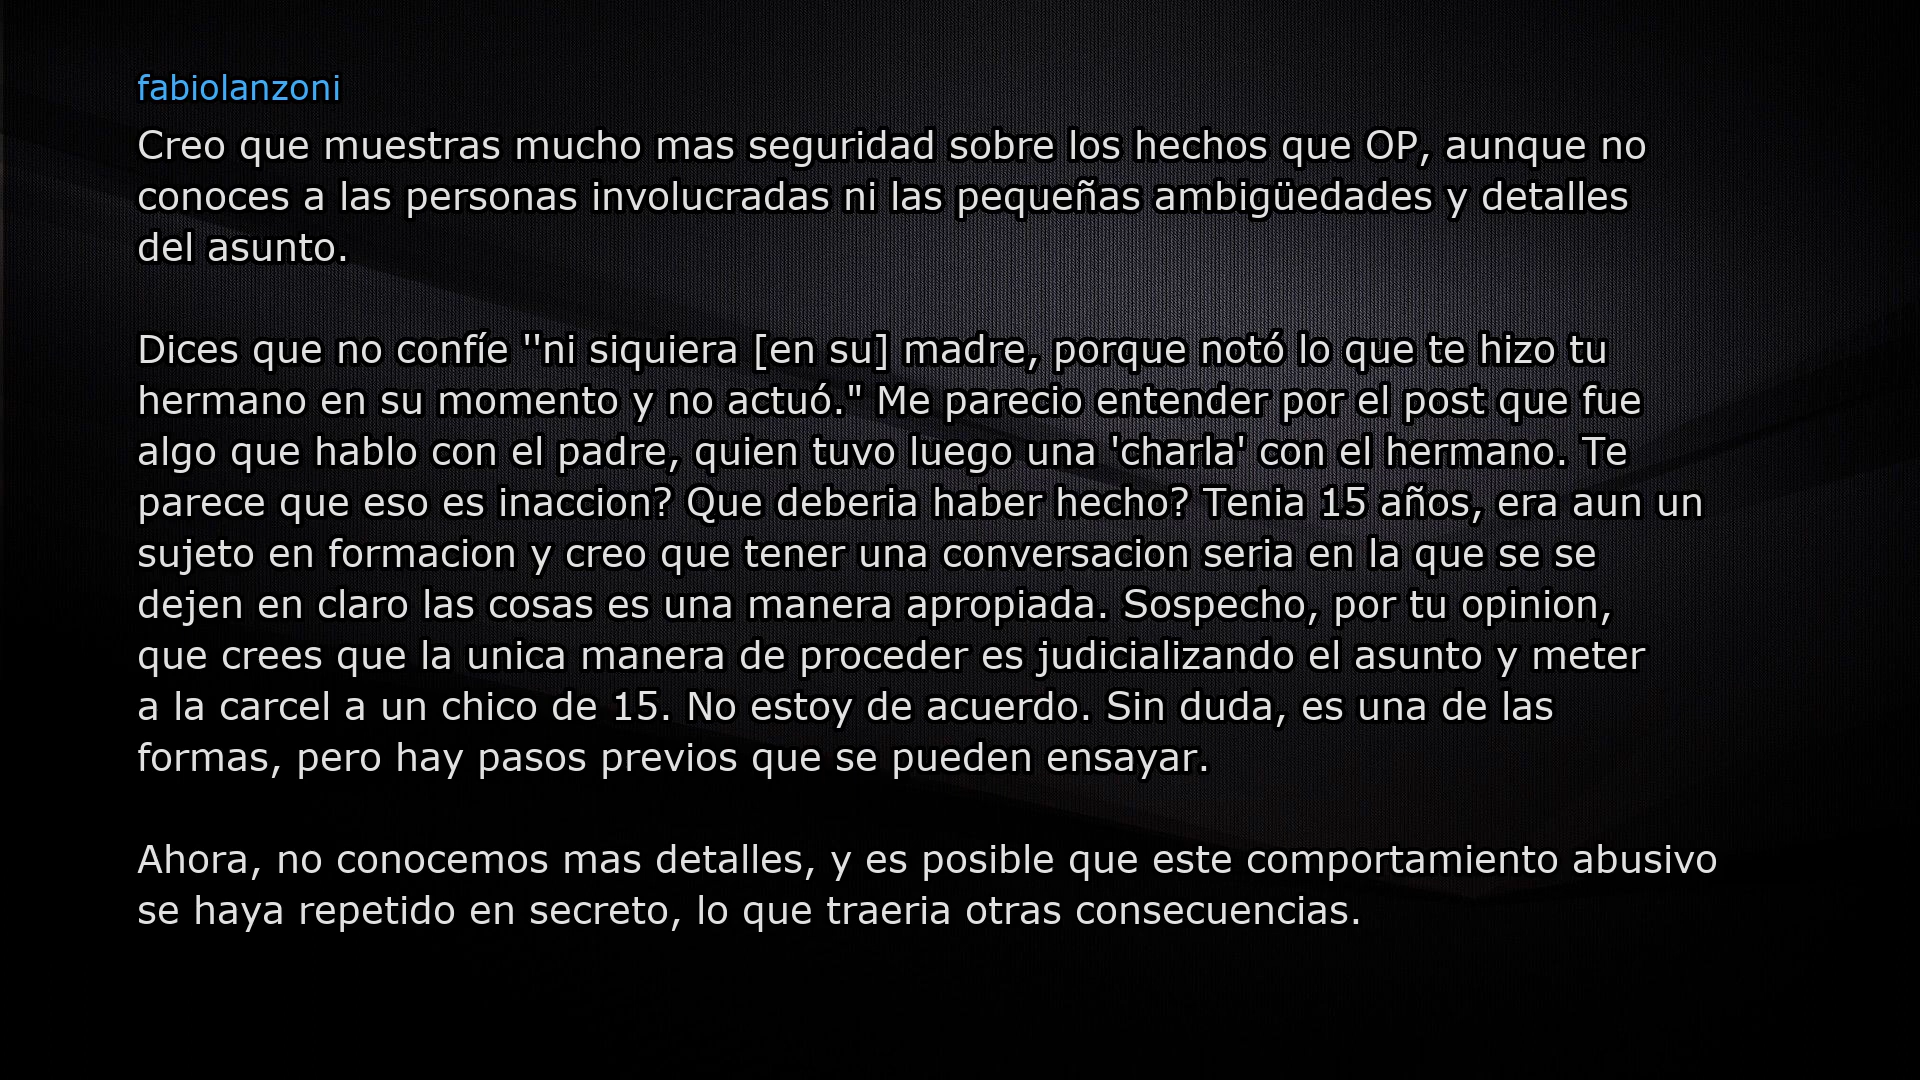 fabiolanzoni
Creo que muestras mucho mas seguridad sobre los hechos que OP, aunque no
conoces a las personas involucradas ni las pequeñas ambigüedades y detalles
del asunto.
Dices que no confíe ''ni siquiera [en su] madre, porque notó lo que te hizo tu
hermano en su momento y no actuó." Me parecio entender por el post que fue
algo que hablo con el padre, quien tuvo luego una 'charla' con el hermano. Te
parece que eso es inaccion? Que deberia haber hecho? Tenia 15 años, era aun un
sujeto en formacion y creo que tener una conversacion seria en la que se se
dejen en claro las cosas es una manera apropiada. Sospecho, por tu opinion,
que crees que la unica manera de proceder es judicializando el asunto y meter
a la carcel a un chico de 15. No estoy de acuerdo. Sin duda, es una de las
formas, pero hay pasos previos que se pueden ensayar.
Ahora, no conocemos mas detalles, y es posible que este comportamiento abusivo
se haya repetido en secreto, lo que traeria otras consecuencias.